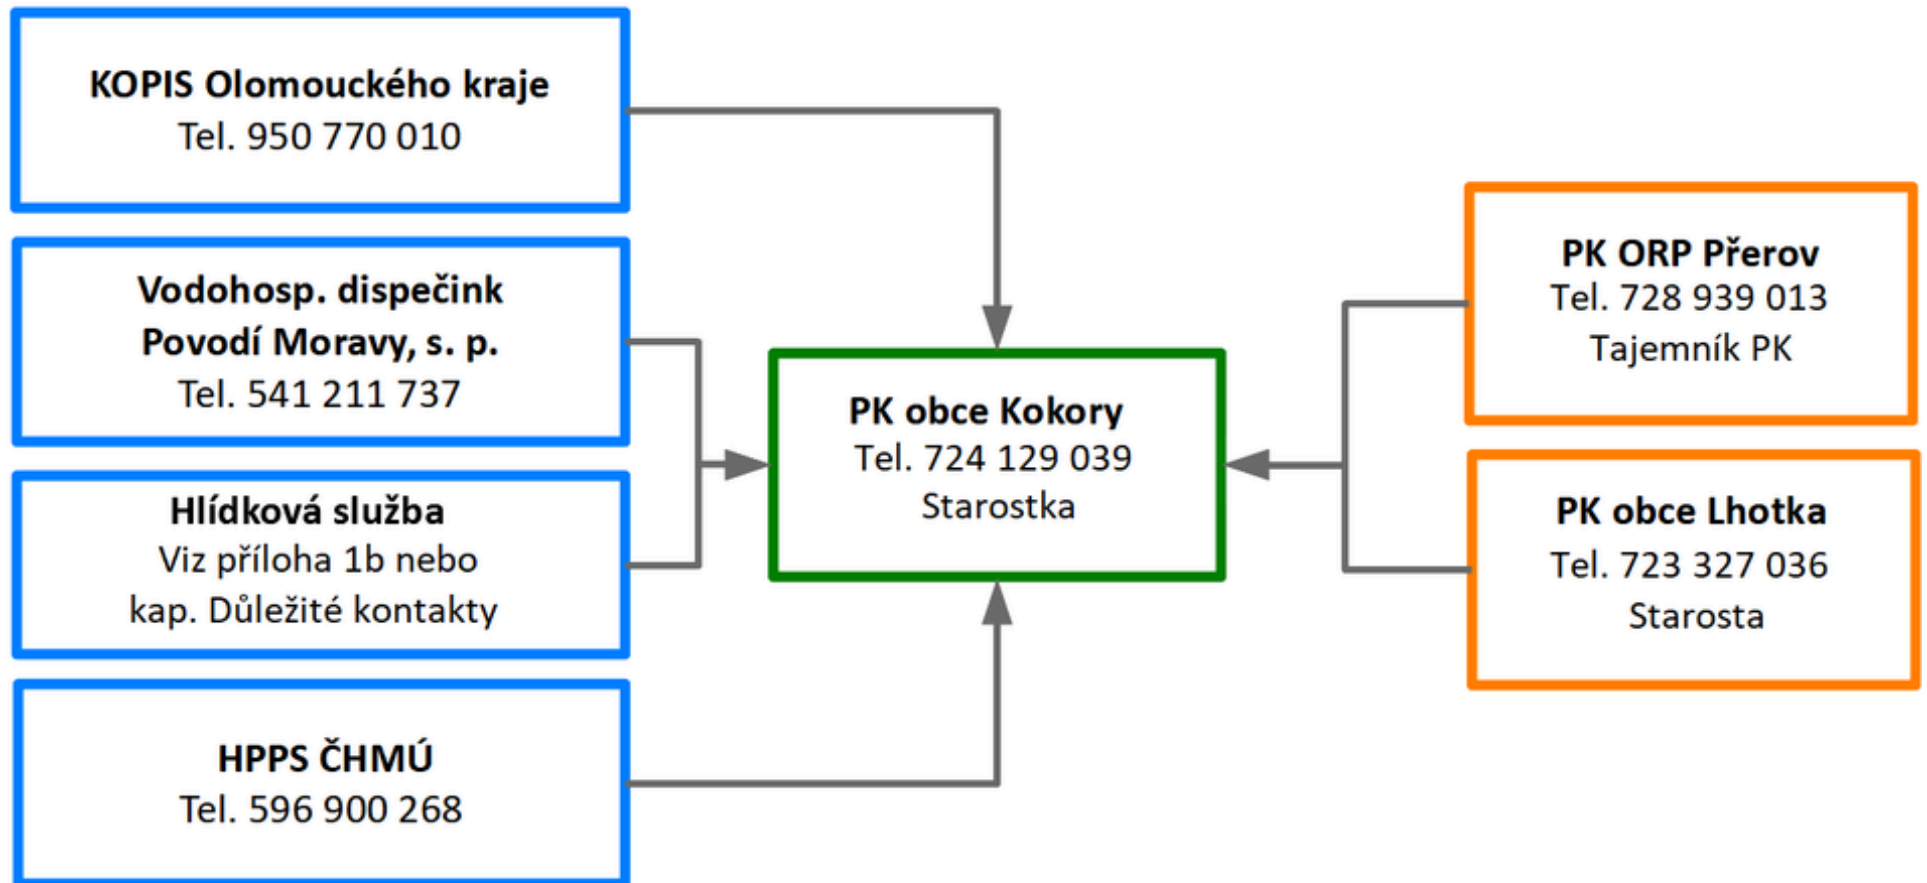 KOPIS Olomouckého kraje
Tel. 950 770 010
Vodohosp. dispečink
Povodí Moravy, s. p.
Tel. 541 211 737
Hlídková služba
Viz příloha 1b nebo
kap. Důležité kontakty
HPPS ČHMÚ
Tel. 596 900 268
PK obce Kokory
Tel. 724 129 039
Starostka
PK ORP Přerov
Tel. 728 939 013
Tajemník PK
PK obce Lhotka
Tel. 723 327 036
Starosta